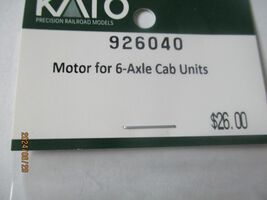 KATO
PRECISION RAILROAD MODELS
926040
Motor for 6-Axle Cab Units
$26.00